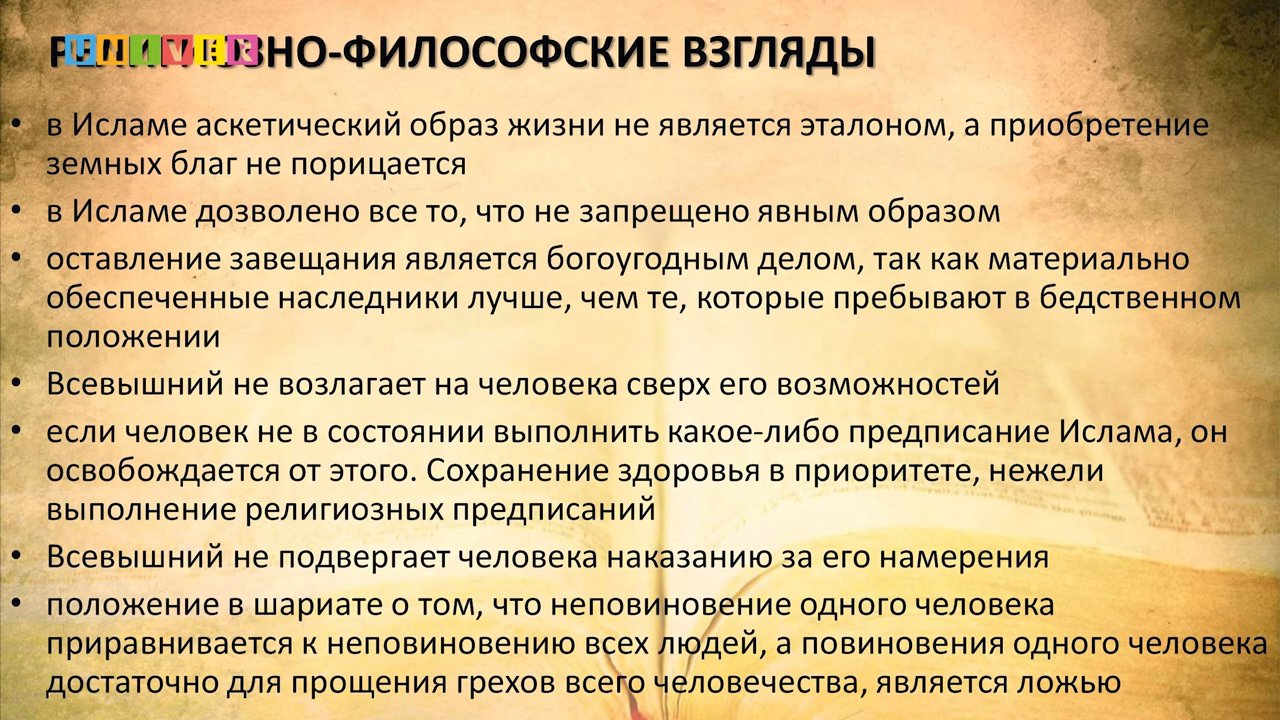 UNIVER
РЕЛИГИОЗНО-ФИЛОСОФСКИЕ ВЗГЛЯДЫ
• в Исламе аскетический образ жизни не является эталоном, а приобретение
земных благ не порицается
• в Исламе дозволено все то, что не запрещено явным образом
• оставление завещания является богоугодным делом, так как материально
обеспеченные наследники лучше, чем те, которые пребывают в бедственном
положении
• Всевышний не возлагает на человека сверх его возможностей
• если человек не в состоянии выполнить какое-либо предписание Ислама, он
освобождается от этого. Сохранение здоровья в приоритете, нежели
выполнение религиозных предписаний
• Всевышний не подвергает человека наказанию за его намерения
• положение в шариате о том, что неповиновение одного человека
приравнивается к неповиновению всех людей, а повиновения одного человека
достаточно для прощения грехов всего человечества, является ложью